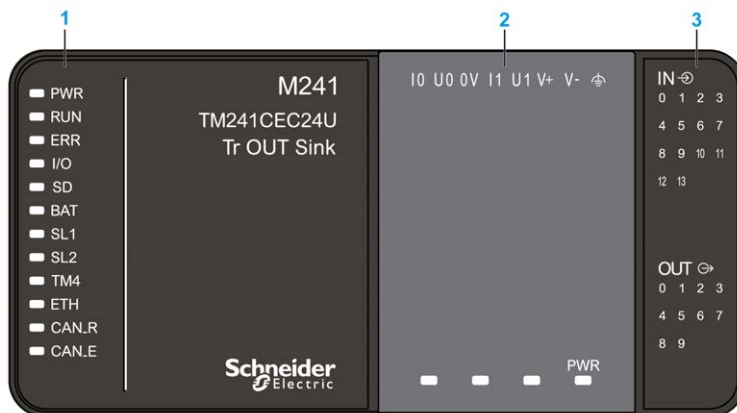 1
2
3
PWR
RUN
ERR
I/O
SD
BAT
SL1
SL2
TM4
ETH
CAN_R
CAN_E
M241
TM241CEC24U
Tr OUT Sink
Schneider
Electric
I0 U0 0V I1 U1 V+ V-
PWR
IN
0 1 2 3
4 5 6 7
8 9 10 11
12 13
OUT
0 1 2 3
4 5 6 7
8 9